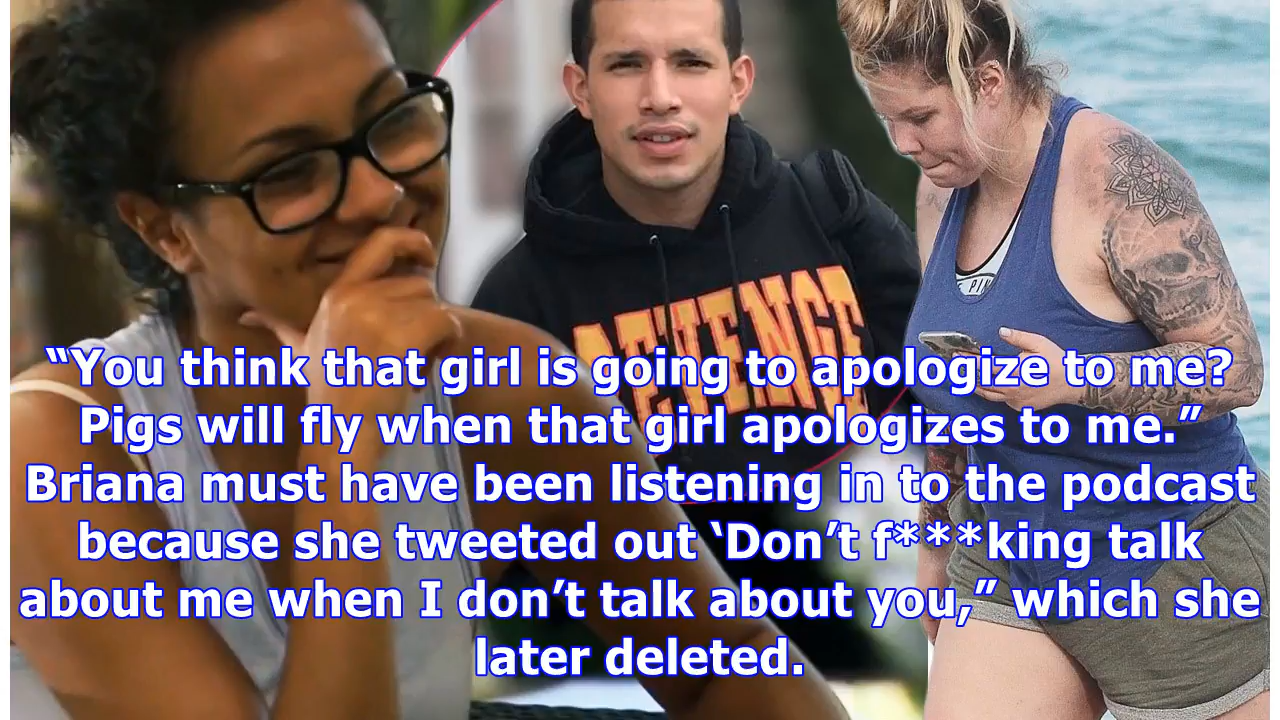 REVENGE
E PIN
“You think that girl is going to apologize to me?
Pigs will fly when that girl apologizes to me.”
Briana must have been listening in to the podcast
because she tweeted out ‘Don’t f***king talk
about me when I don’t talk about you,” which she
later deleted.